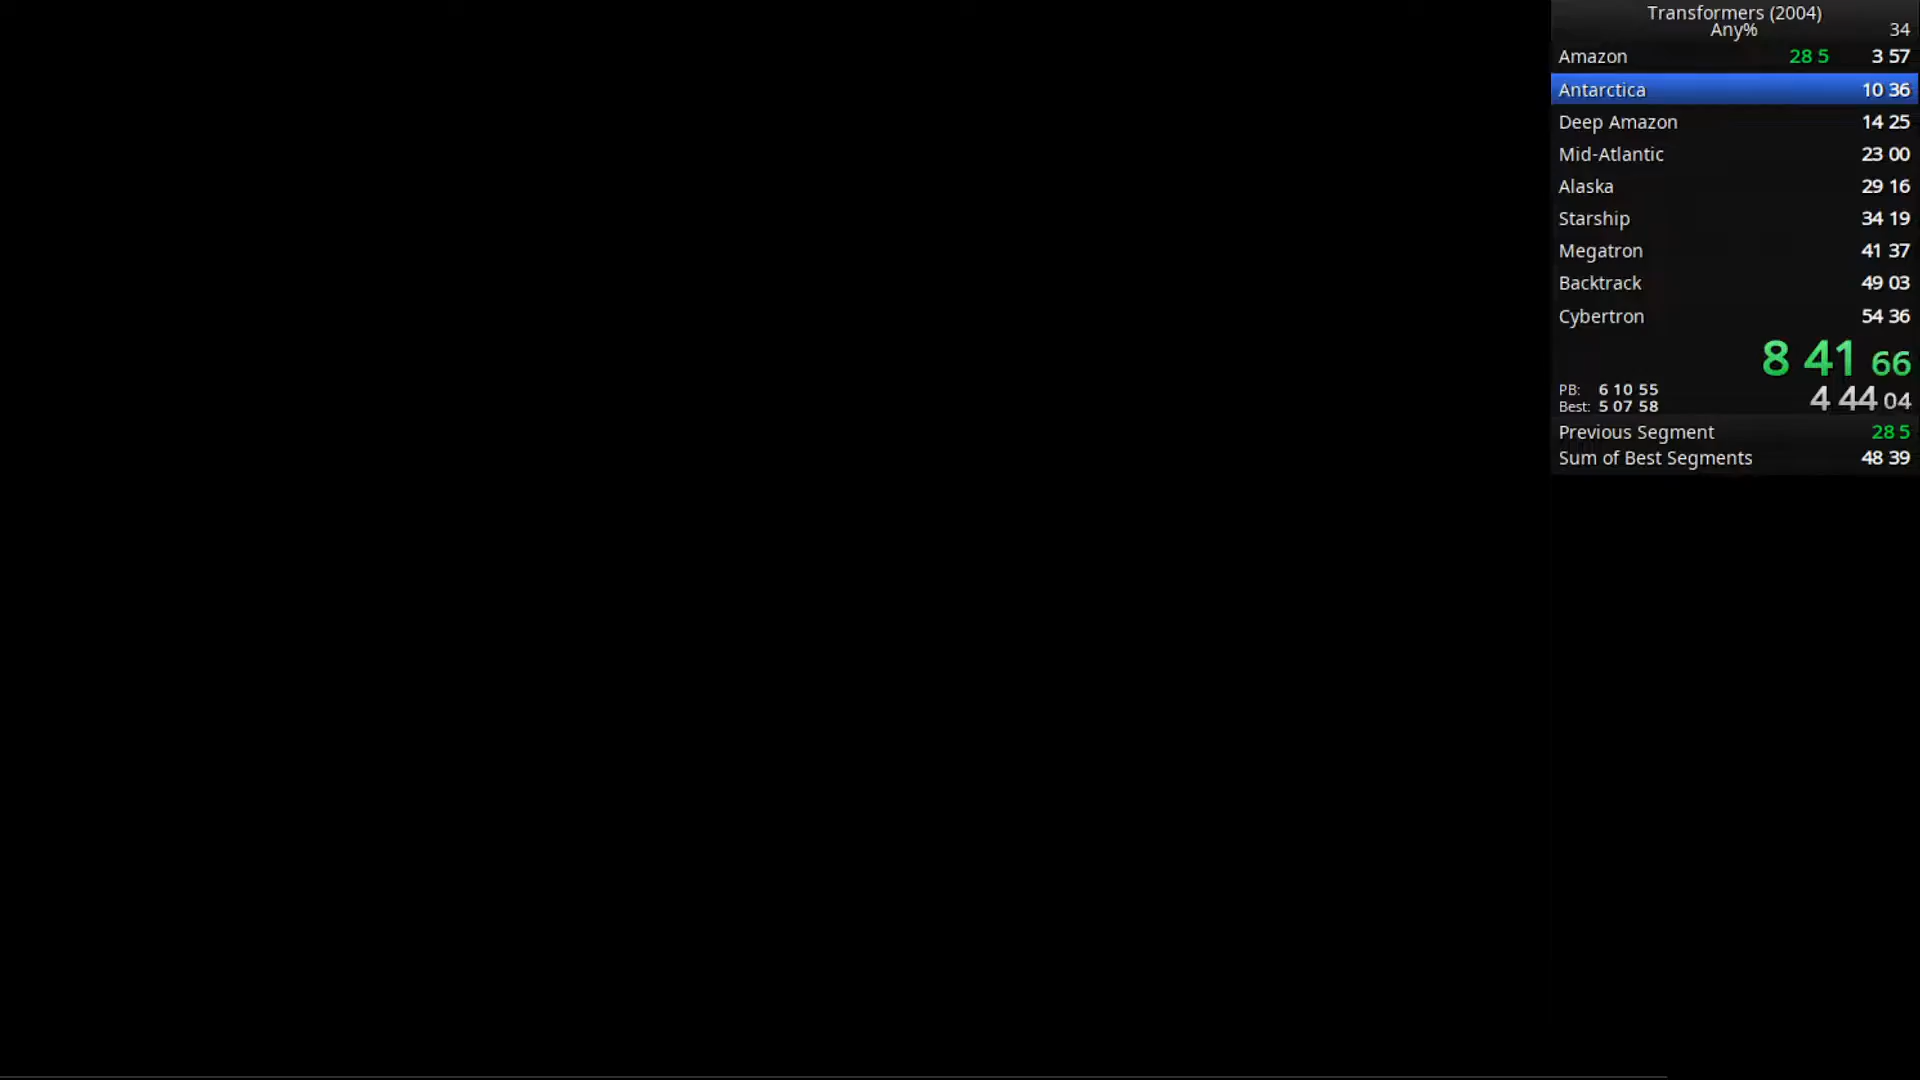 Transformers (2004)
Any% 34
Amazon 28 5 3 57
Antarctica 10 36
Deep Amazon 14 25
Mid-Atlantic 23 00
Alaska 29 16
Starship 34 19
Megatron 41 37
Backtrack 49 03
Cybertron 54 36
8 41 66
PB: 6 10 55
Best: 5 07 58
4 44 04
Previous Segment 28 5
Sum of Best Segments 48 39